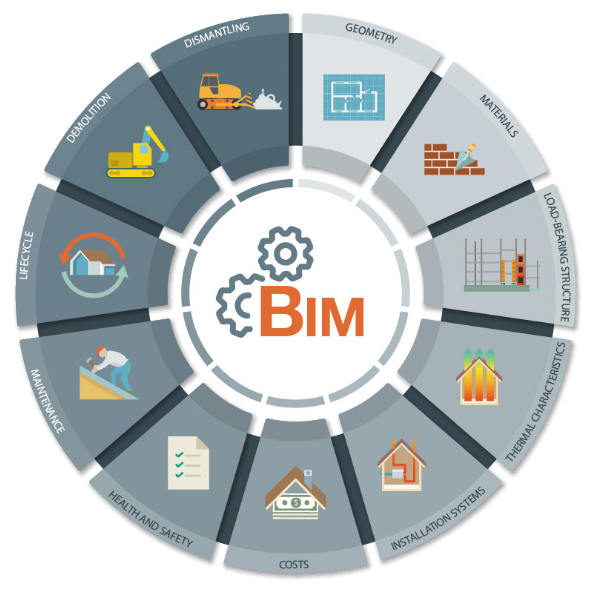 GEOMETRY
MATERIALS
LOAD-BEARING STRUCTURE
THERMAL CHARACTERISTICS
INSTALLATION SYSTEMS
COSTS
HEALTH AND SAFETY
MAINTENANCE
LIFECYCLE
DEMOLITION
DISMANTLING
BIM
$